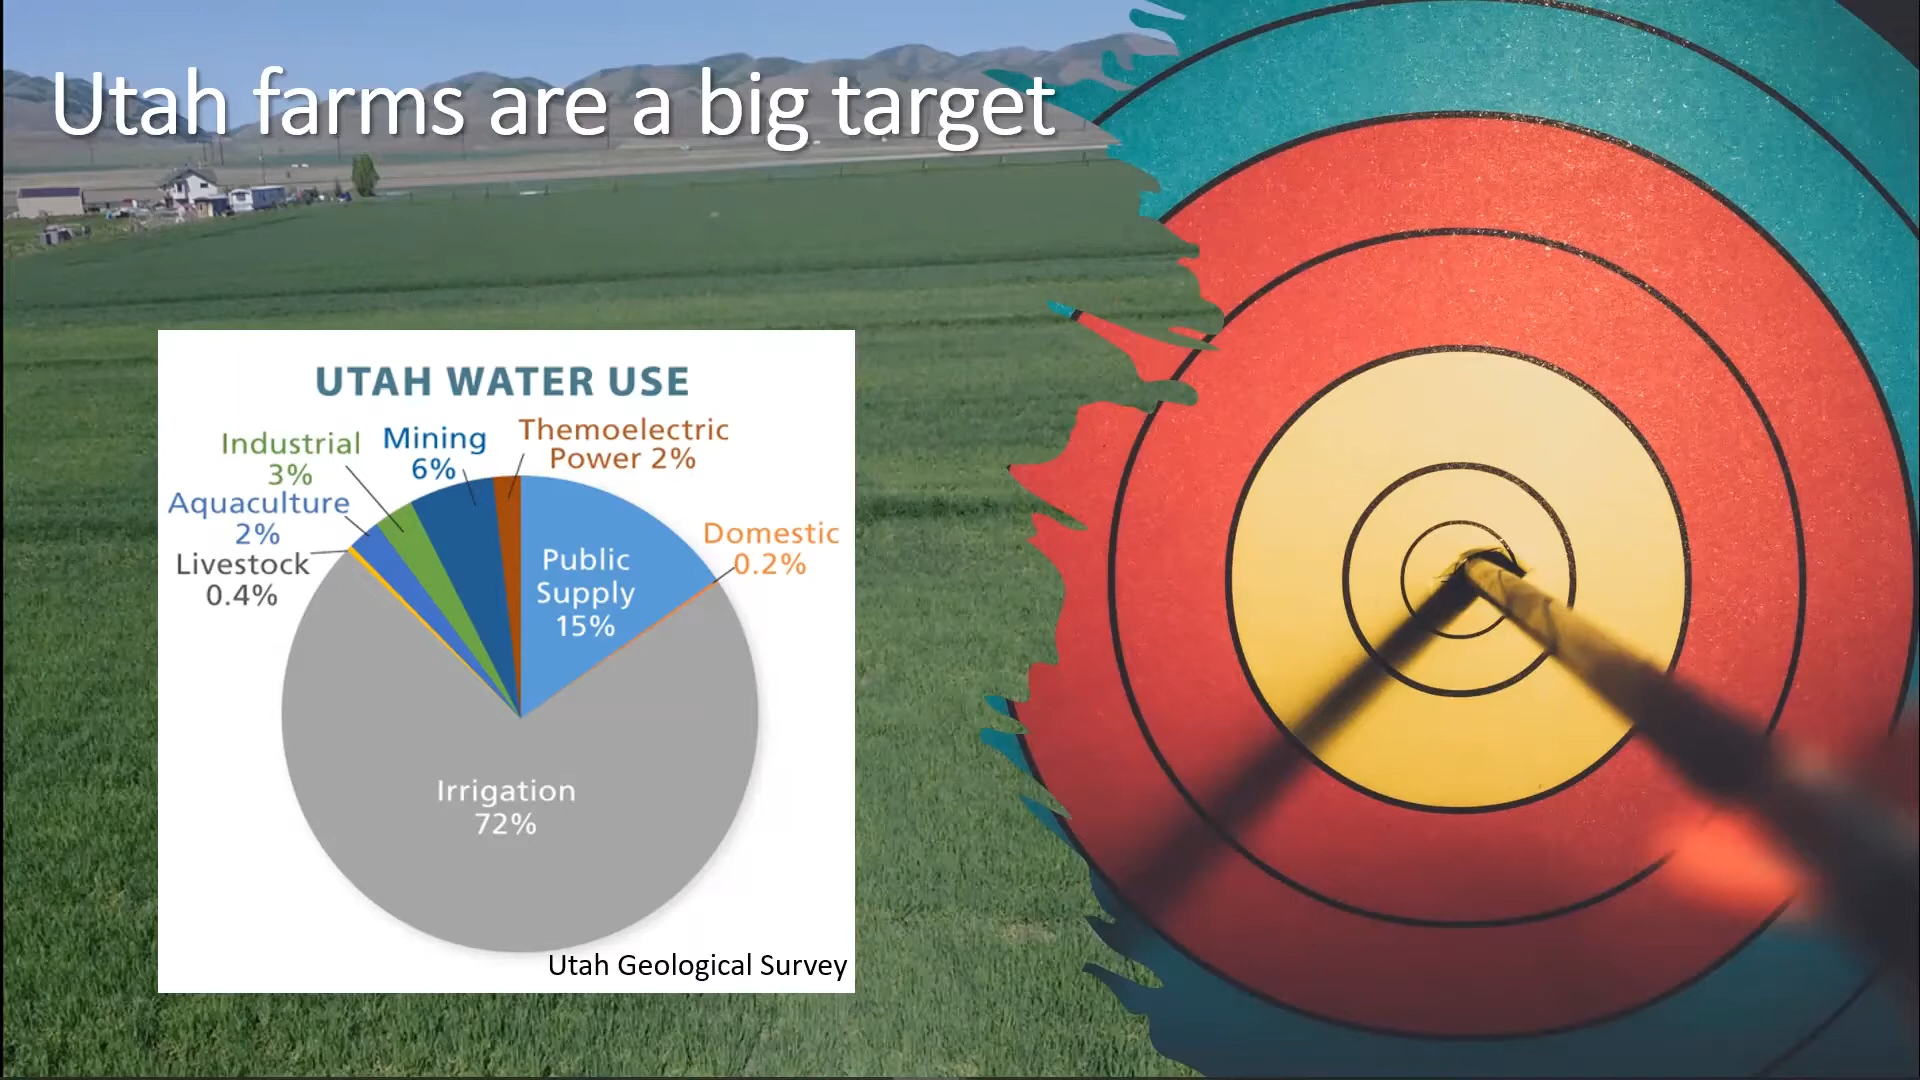 Utah farms are a big target
UTAH WATER USE
Industrial
3%
Mining
6%
Themoelectric
Power 2%
Aquaculture
2%
Livestock
0.4%
Public
Supply
15%
Domestic
0.2%
Irrigation
72%
Utah Geological Survey